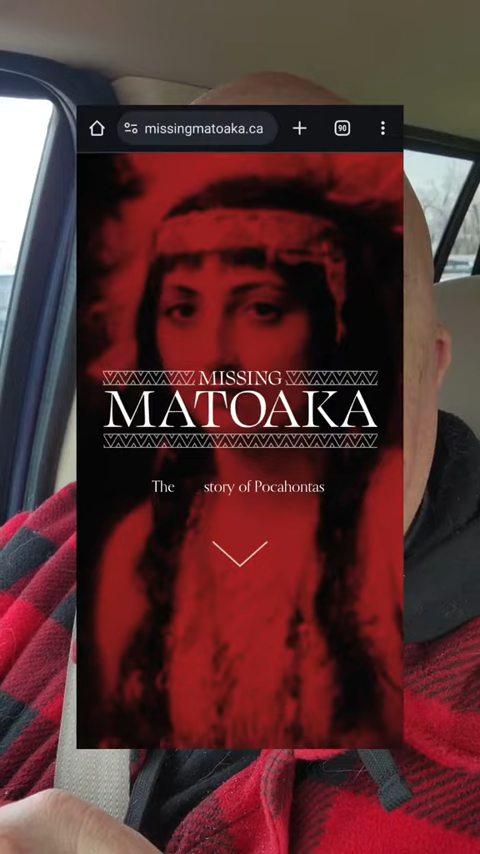 missingmatoaka.ca
90
MISSING
MATOAKA
The story of Pocahontas